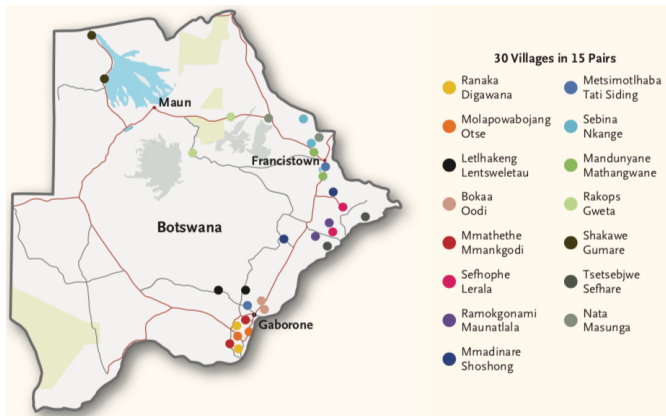 Maun
Francistown
Botswana
Gaborone
30 Villages in 15 Pairs
Ranaka
Digawana
Molapowabojang
Otse
Letlhakeng
Lentsweletau
Bokaa
Oodi
Mmathethe
Mmankgodi
Sefhophe
Lerala
Ramokgonami
Maunatlala
Mmadinare
Shoshong
Metsimotlhaba
Tati Siding
Sebina
Nkange
Mandunyane
Mathangwane
Rakops
Gweta
Shakawe
Gumare
Tsetsebjwe
Sefhare
Nata
Masunga